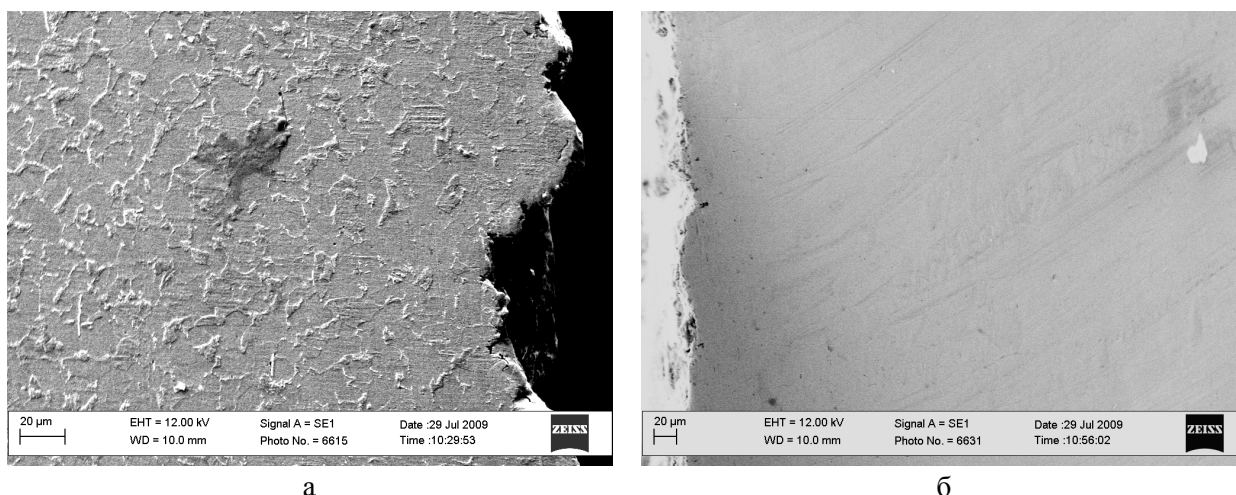 20 µm EHT = 12.00 kV Signal A = SE1 Date :29 Jul 2009 ZEISS
WD = 10.0 mm Photo No. = 6615 Time :10:29:53
20 µm EHT = 12.00 kV Signal A = SE1 Date :29 Jul 2009 ZEISS
WD = 10.0 mm Photo No. = 6631 Time :10:56:02
а
б